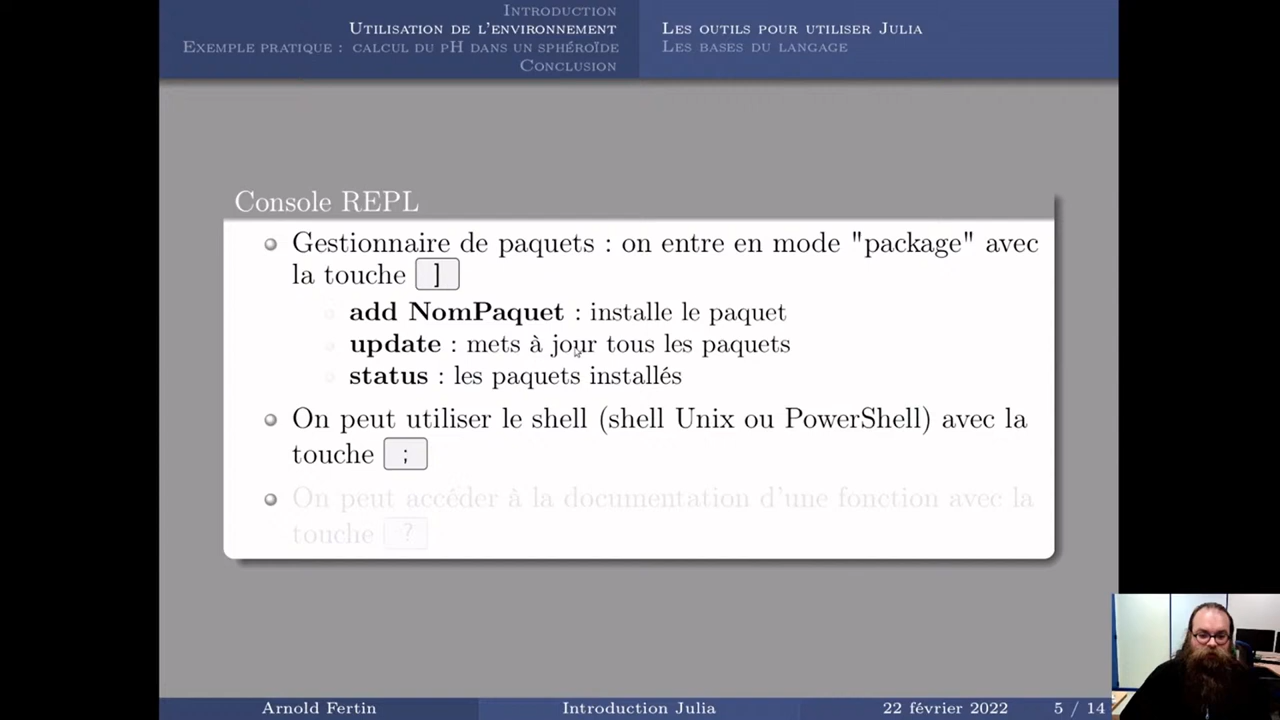 Introduction
Utilisation de l'environnement
Exemple pratique : calcul du pH dans un sphéroïde
Conclusion
Les outils pour utiliser Julia
Les bases du langage
Console REPL
Gestionnaire de paquets : on entre en mode "package" avec
la touche ]
add NomPaquet : installe le paquet
update : mets à jour tous les paquets
status : les paquets installés
On peut utiliser le shell (shell Unix ou PowerShell) avec la
touche ;
On peut accéder à la documentation d'une fonction avec la
touche ?
Arnold Fertin
Introduction Julia
22 février 2022
5 / 14